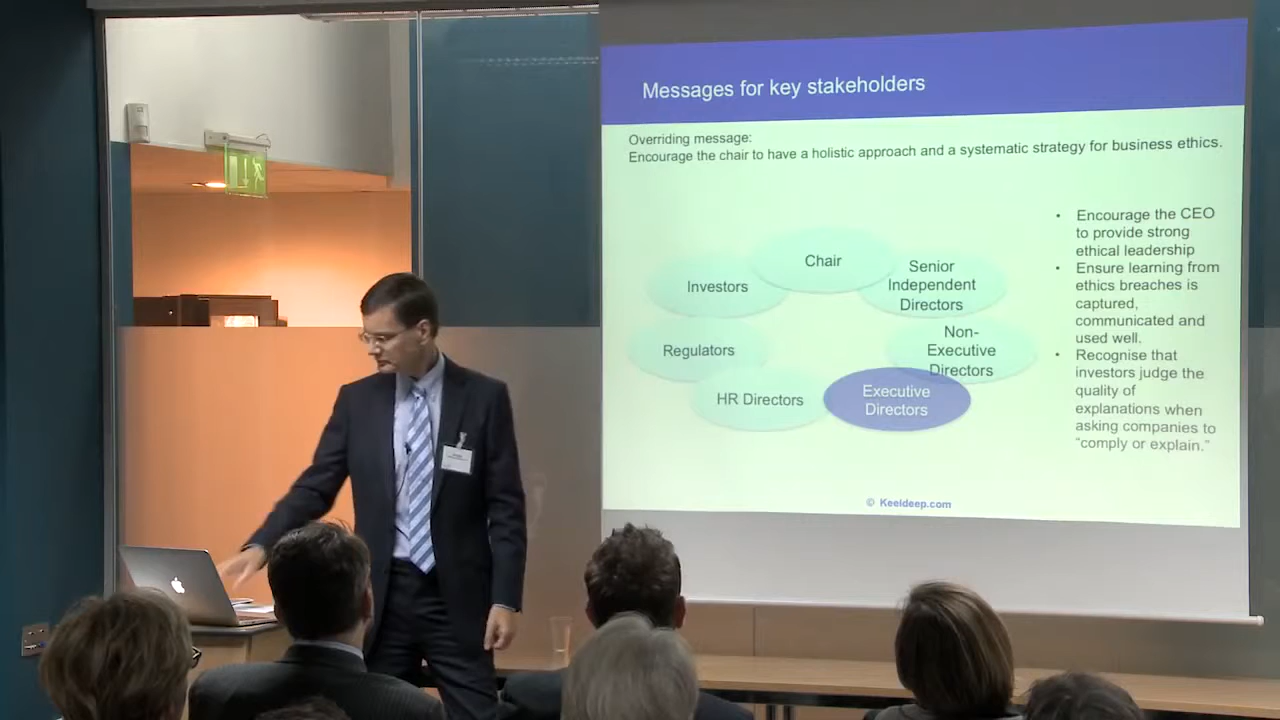 Messages for key stakeholders
Overriding message:
Encourage the chair to have a holistic approach and a systematic strategy for business ethics.
Chair
Investors
Senior
Independent
Directors
Regulators
Non-
Executive
Directors
HR Directors
Executive
Directors
• Encourage the CEO
to provide strong
ethical leadership
• Ensure learning from
ethics breaches is
captured,
communicated and
used well.
• Recognise that
investors judge the
quality of
explanations when
asking companies to
“comply or explain.”
© Keeldeep.com